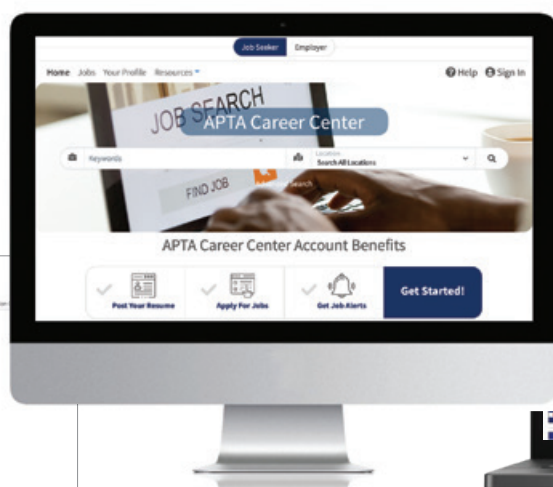 Job Seeker Employer
Home Jobs Your Profile Resources Help Sign In
JOB SEARCH
APTA Career Center
Keywords
Location
Search All Locations
FIND JOB
Search
APTA Career Center Account Benefits
Post Your Resume
Apply For Jobs
Get Job Alerts
Get Started!